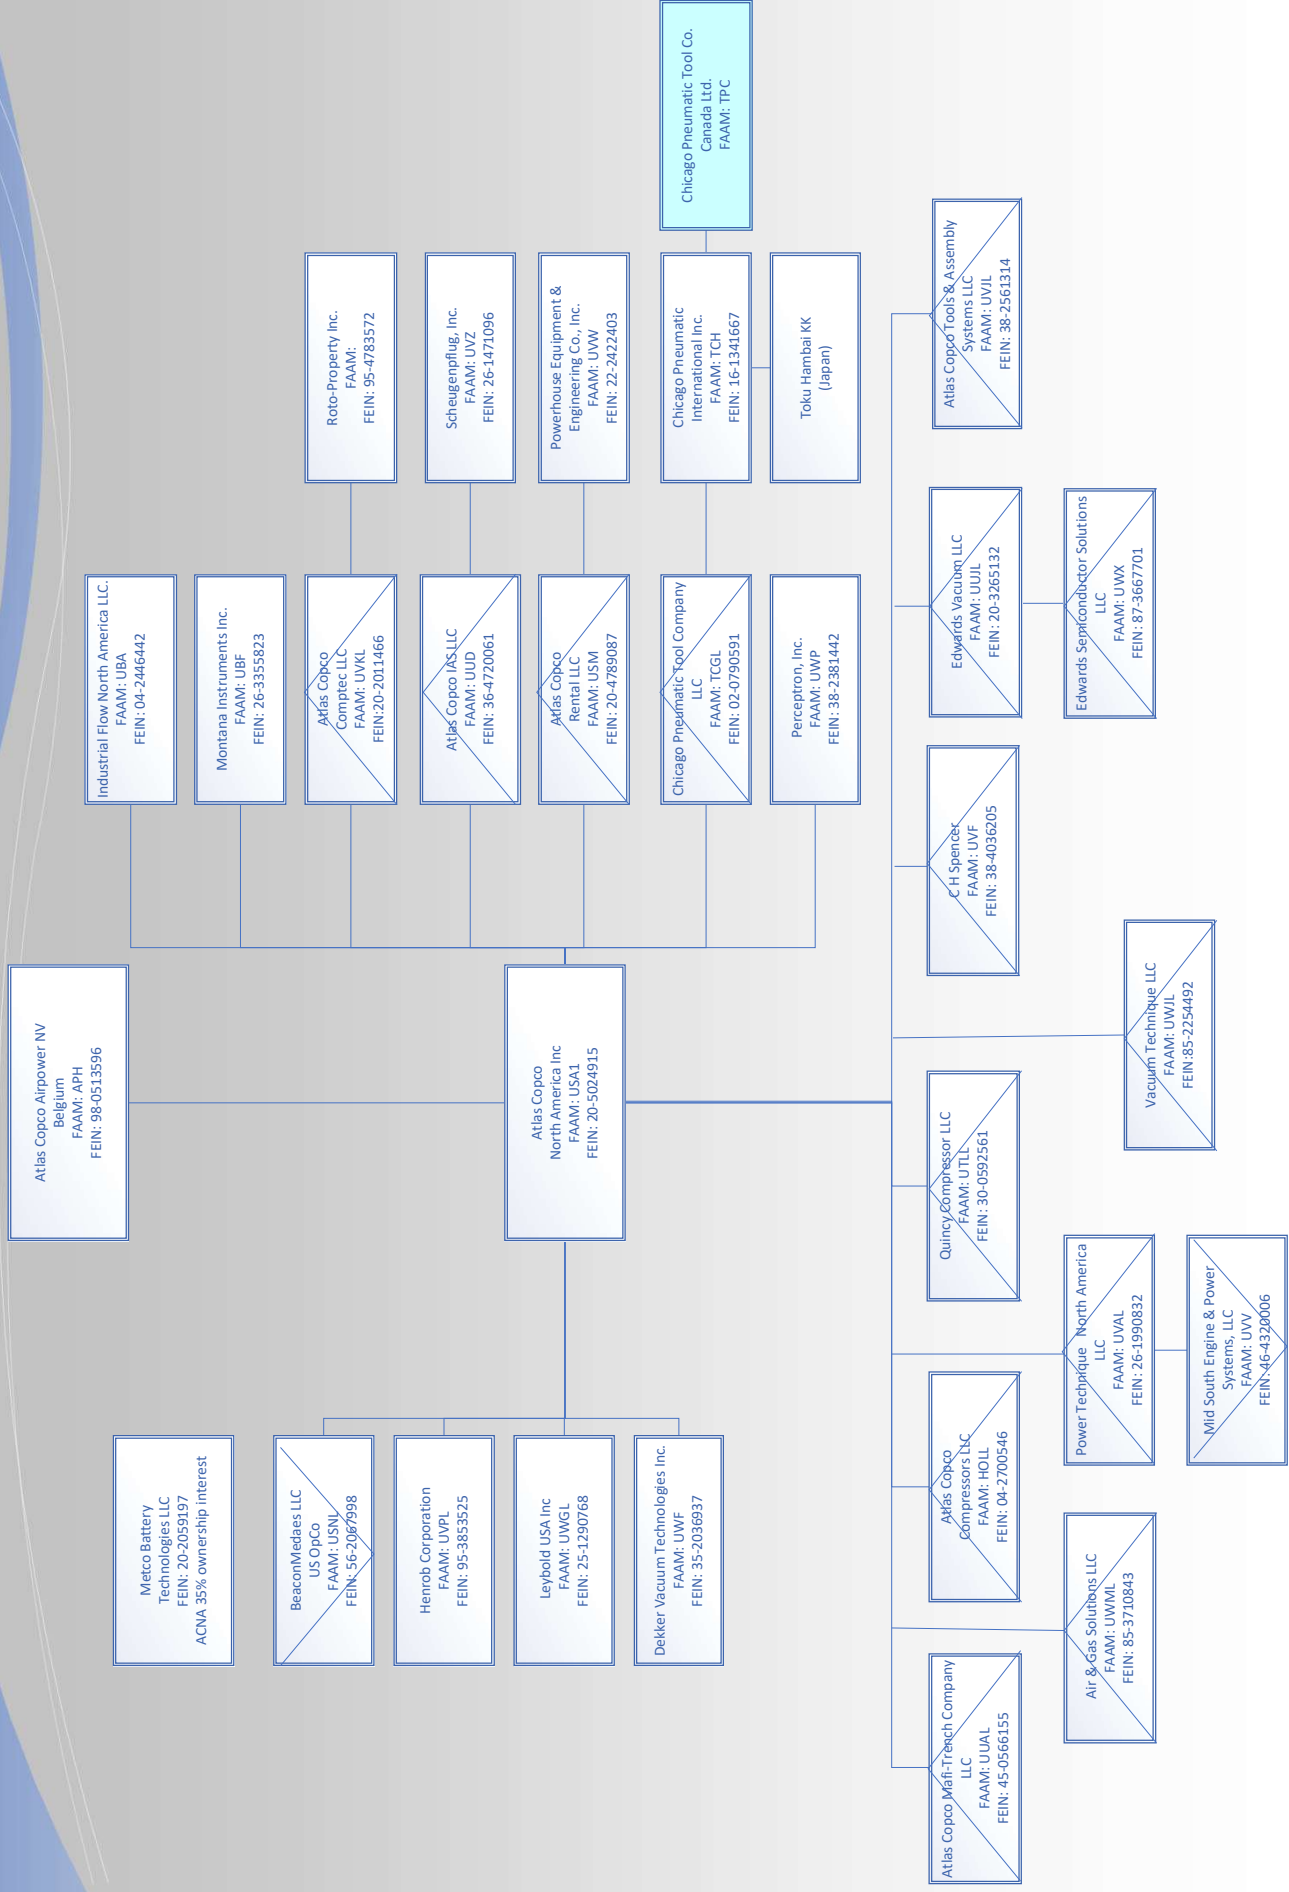 Atlas Copco Airpower NV
Belgium
FAAM: APH
FEIN: 98-0513596
Metco Battery
Technologies LLC
FEIN: 20-2059197
ACNA 35% ownership interest
BeaconMedaes LLC
US OpCo
FAAM: USNL
FEIN: 56-2067998
Henrob Corporation
FAAM: UVPL
FEIN: 95-3853525
Leybold USA Inc
FAAM: UWGL
FEIN: 25-1290768
Dekker Vacuum Technologies Inc.
FAAM: UWF
FEIN: 35-2036937
Atlas Copco
North America Inc
FAAM: USA1
FEIN: 20-5024915
Industrial Flow North America LLC.
FAAM: UBA
FEIN: 04-2446442
Montana Instruments Inc.
FAAM: UBF
FEIN: 26-3355823
Atlas Copco
Comptec LLC
FAAM: UVKL
FEIN:20-2011466
Roto-Property Inc.
FAAM:
FEIN: 95-4783572
Atlas Copco IAS LLC
FAAM: UUD
FEIN: 36-4720061
Scheugenpflug, Inc.
FAAM: UVZ
FEIN: 26-1471096
Atlas Copco
Rental LLC
FAAM: USM
FEIN: 20-4789087
Powerhouse Equipment &
Engineering Co., Inc.
FAAM: UVW
FEIN: 22-2422403
Chicago Pneumatic Tool Company
LLC
FAAM: TCGL
FEIN: 02-0790591
Chicago Pneumatic
International Inc.
FAAM: TCH
FEIN: 16-1341667
Chicago Pneumatic Tool Co.
Canada Ltd.
FAAM: TPC
Perceptron, Inc.
FAAM: UWP
FEIN: 38-2381442
Toku Hambai KK
(Japan)
Atlas Copco Mafi-Trench Company
LLC
FAAM: UUAL
FEIN: 45-0566155
Atlas Copco
Compressors LLC
FAAM: HOLL
FEIN: 04-2700546
Quincy Compressor LLC
FAAM: UTLL
FEIN: 30-0592561
C H Spencer
FAAM: UVF
FEIN: 38-4036205
Edwards Vacuum LLC
FAAM: UUJL
FEIN: 20-3265132
Atlas Copco Tools & Assembly
Systems LLC
FAAM: UVJL
FEIN: 38-2561314
Air & Gas Solutions LLC
FAAM: UWML
FEIN: 85-3710843
Power Technique North America
LLC
FAAM: UVAL
FEIN: 26-1990832
Vacuum Technique LLC
FAAM: UWJL
FEIN:85-2254492
Edwards Semiconductor Solutions
LLC
FAAM: UWX
FEIN: 87-3667701
Mid South Engine & Power
Systems, LLC
FAAM: UVV
FEIN: 46-4320006